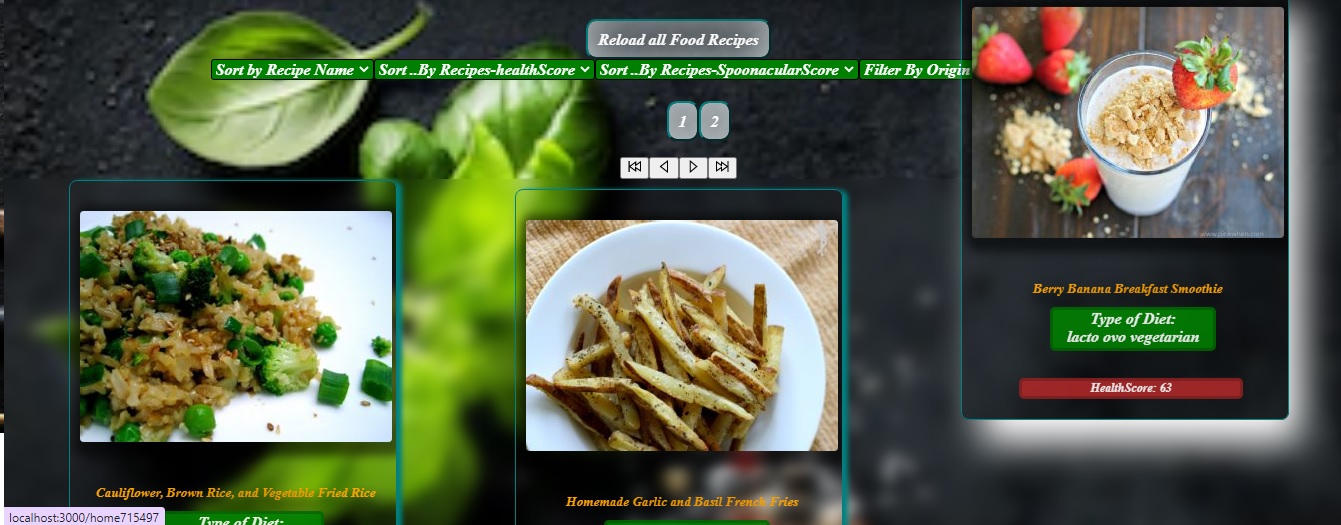 Reload all Food Recipes
Sort by Recipe Name
Sort ..By Recipes-healthScore
Sort ..By Recipes-SpoonacularScore
Filter By Origin
1
2
Cauliflower, Brown Rice, and Vegetable Fried Rice
Type of Diet:
Homemade Garlic and Basil French Fries
Berry Banana Breakfast Smoothie
Type of Diet:
lacto ovo vegetarian
HealthScore: 63
localhost:3000/home715497